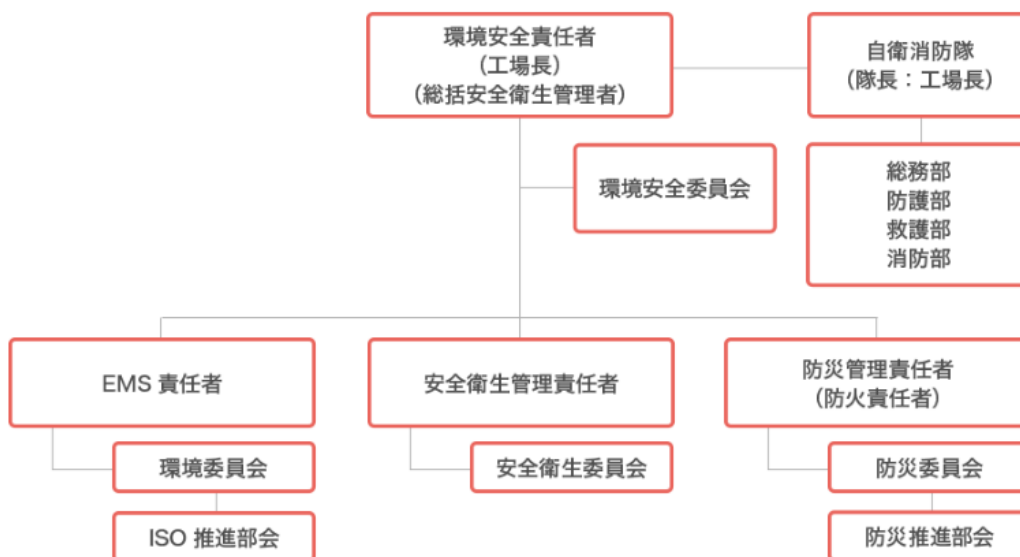 環境安全責任者
（工場長）
（総括安全衛生管理者）
自衛消防隊
（隊長：工場長）
環境安全委員会
総務部
防護部
救護部
消防部
EMS 責任者
安全衛生管理責任者
防災管理責任者
（防火責任者）
環境委員会
安全衛生委員会
防災委員会
ISO 推進部会
防災推進部会